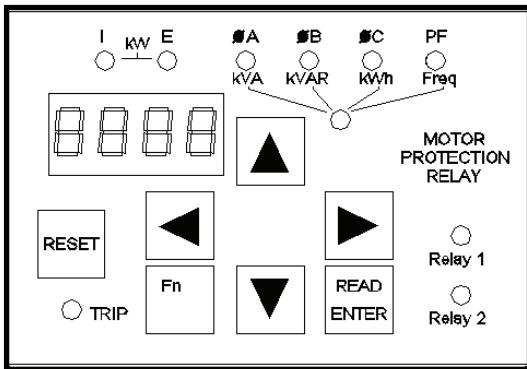 I kW E ØA ØB ØC PF
kVA kVAR kWh Freq
8888
MOTOR
PROTECTION
RELAY
RESET
Relay 1
Fn READ
ENTER
TRIP
Relay 2